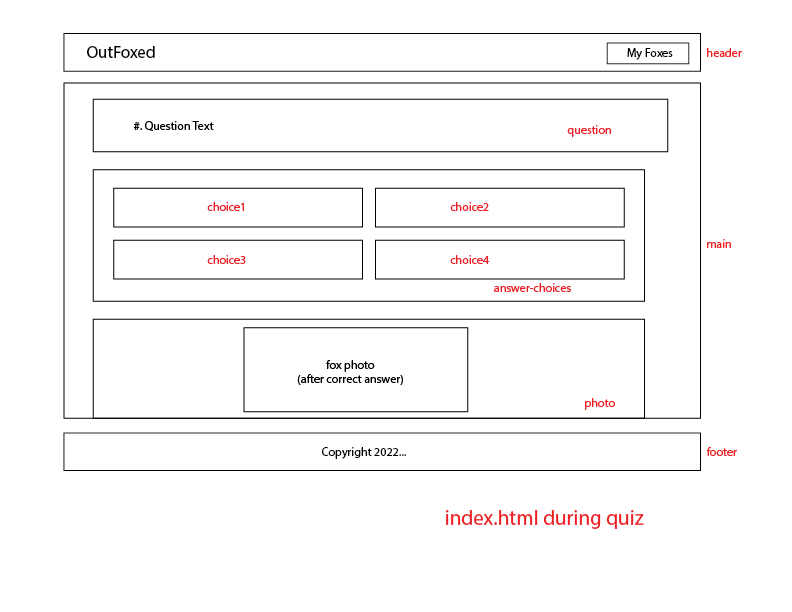 OutFoxed
My Foxes
header
#. Question Text
question
choice1
choice2
main
choice3
choice4
answer-choices
fox photo
(after correct answer)
photo
Copyright 2022...
footer
index.html during quiz